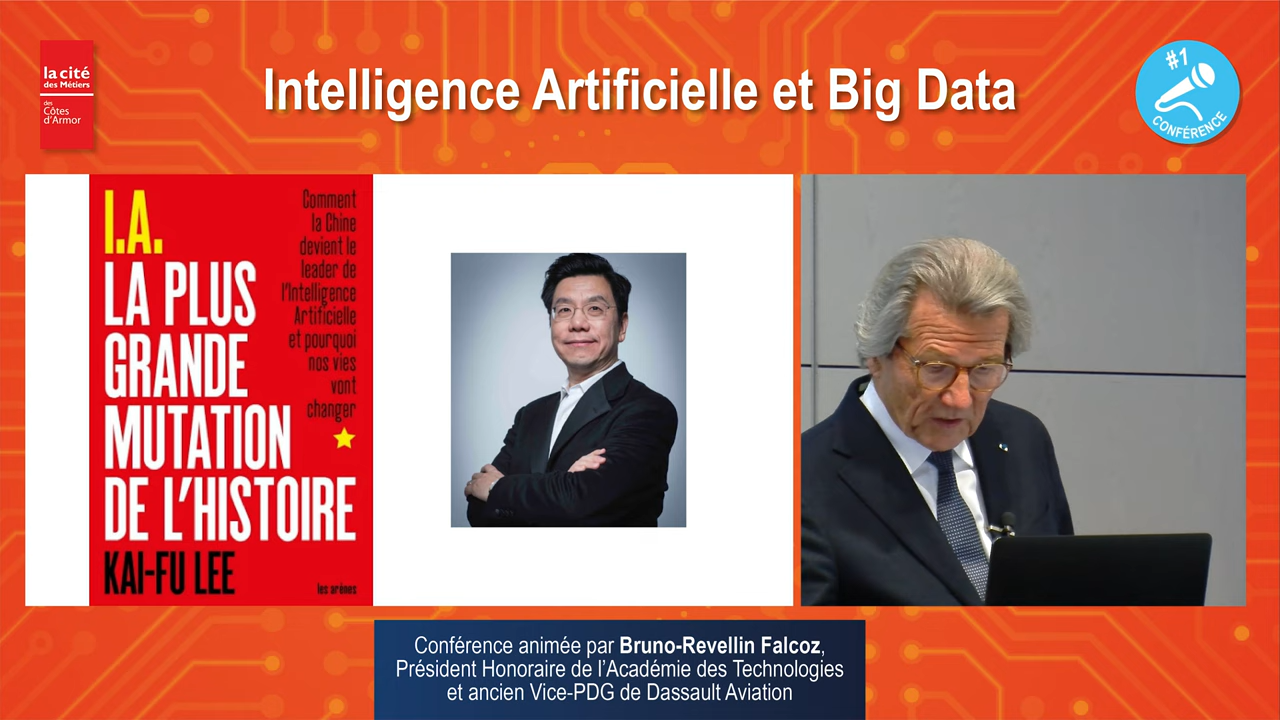 la cité
des Métiers
des
Côtes
d'Armor
Intelligence Artificielle et Big Data
#1
CONFÉRENCE
I.A.
LA PLUS
GRANDE
MUTATION
DE L'HISTOIRE
KAI-FU LEE
Comment
la Chine
devient le
leader de
l'Intelligence
Artificielle
et pourquoi
nos vies
vont
changer
les arènes
Conférence animée par Bruno-Revellin Falcoz,
Président Honoraire de l'Académie des Technologies
et ancien Vice-PDG de Dassault Aviation